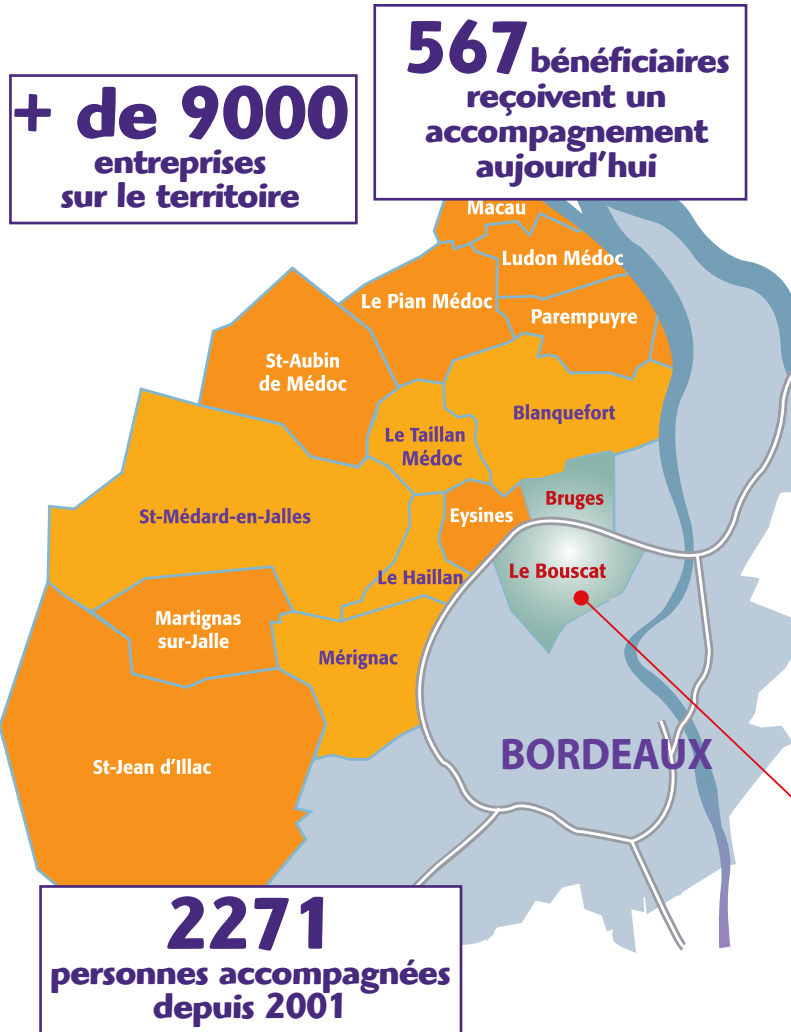 + de 9000
entreprises
sur le territoire
567 bénéficiaires
reçoivent un
accompagnement
aujourd'hui
Macau
Ludon Médoc
Le Pian Médoc
Parempuyre
St-Aubin
de Médoc
Blanquefort
Le Taillan
Médoc
Bruges
St-Médard-en-Jalles
Eysines
Le Haillan
Le Bouscat
Martignas
sur-Jalle
Mérignac
BORDEAUX
St-Jean d'Illac
2271
personnes accompagnées
depuis 2001